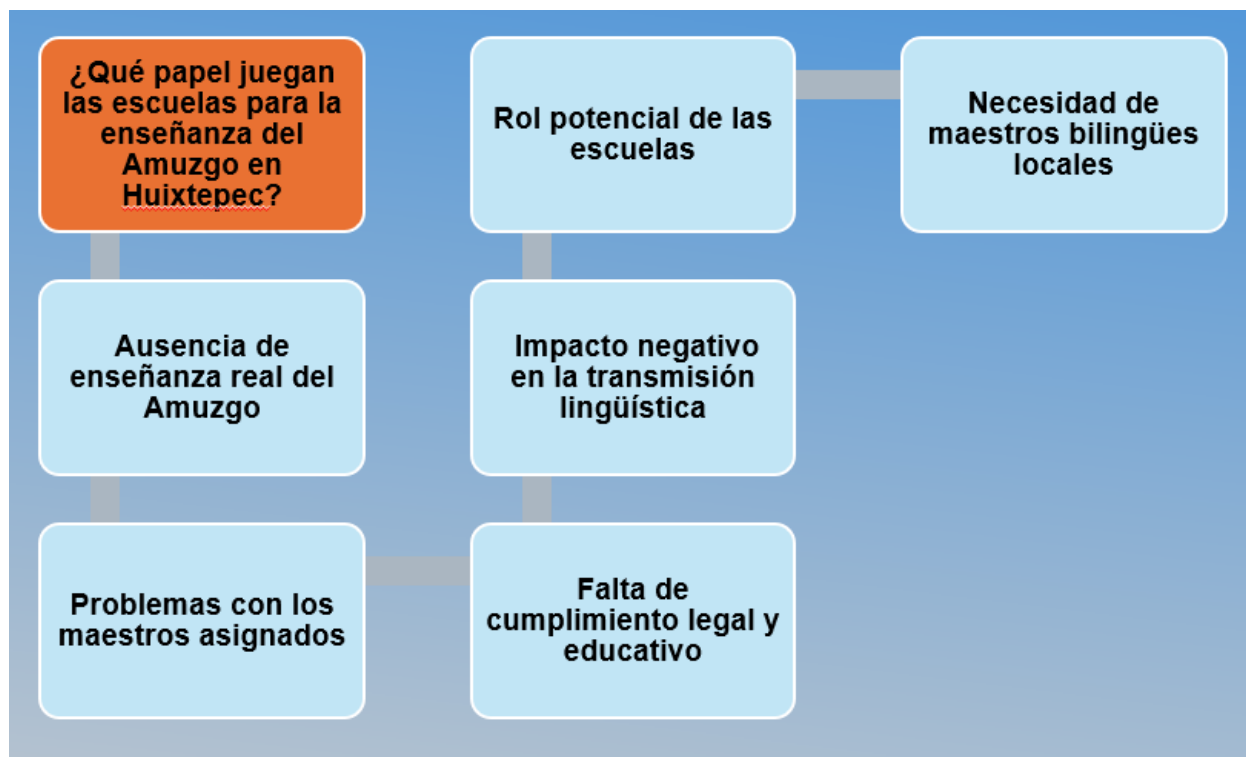 ¿Qué papel juegan
las escuelas para la
enseñanza del
Amuzgo en
Huixtepec?
Ausencia de
enseñanza real del
Amuzgo
Problemas con los
maestros asignados
Falta de
cumplimiento legal y
educativo
Impacto negativo
en la transmisión
lingüística
Rol potencial de las
escuelas
Necesidad de
maestros bilingües
locales